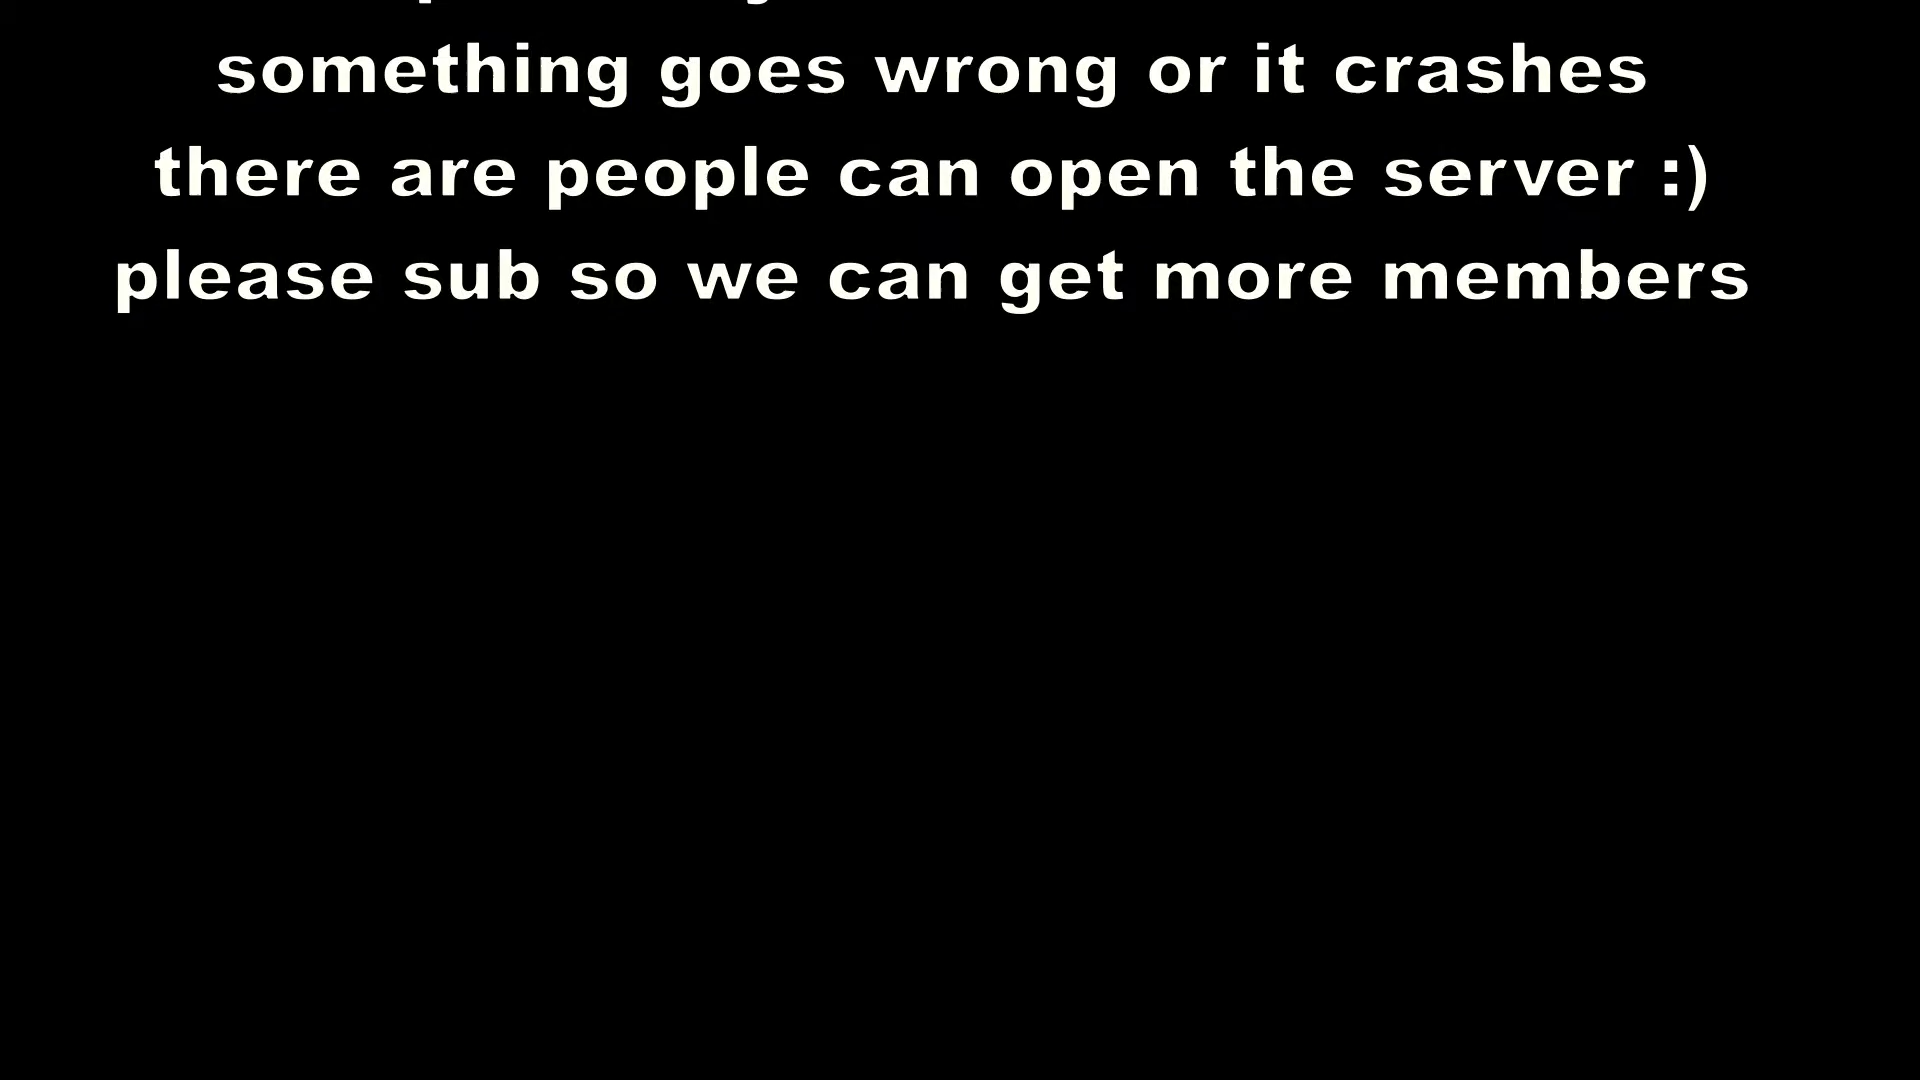 something goes wrong or it crashes
there are people can open the server :)
please sub so we can get more members